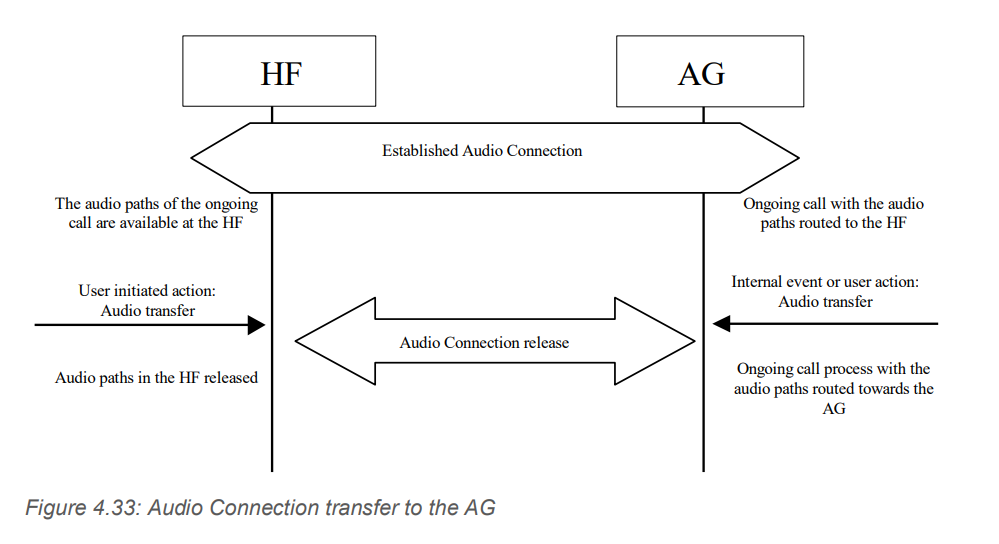 HF
AG
Established Audio Connection
The audio paths of the ongoing
call are available at the HF
Ongoing call with the audio
paths routed to the HF
User initiated action:
Audio transfer
Internal event or user action:
Audio transfer
Audio Connection release
Audio paths in the HF released
Ongoing call process with the
audio paths routed towards the
AG
Figure 4.33: Audio Connection transfer to the AG